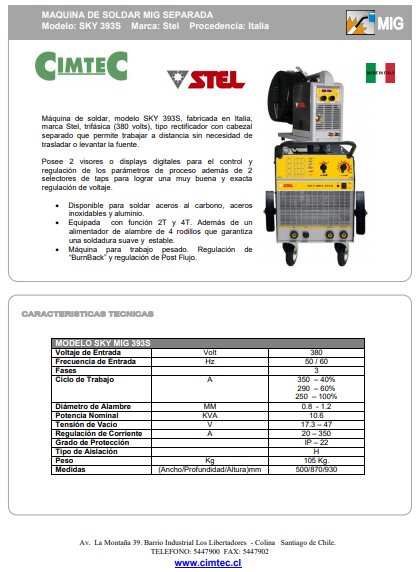 MAQUINA DE SOLDAR MIG SEPARADA
Modelo: SKY 393S   Marca: Stel   Procedencia: Italia
MIG
CIMTEC
STEL
MADE IN ITALY
Máquina de soldar, modelo SKY 393S, fabricada en Italia,
marca Stel, trifásica (380 volts), tipo rectificador con cabezal
separado que permite trabajar a distancia sin necesidad de
trasladar o levantar la fuente.
Posee 2 visores o displays digitales para el control y
regulación de los parámetros de proceso además de 2
selectores de taps para lograr una muy buena y exacta
regulación de voltaje.
• Disponible para soldar aceros al carbono, aceros
inoxidables y aluminio.
• Equipada con función 2T y 4T. Además de un
alimentador de alambre de 4 rodillos que garantiza
una soldadura suave y estable.
• Máquina para trabajo pesado. Regulación de
“BurnBack” y regulación de Post Flujo.
STEL
CARACTERISTICAS TECNICAS
MODELO SKY MIG 393S
Voltaje de Entrada Volt 380
Frecuencia de Entrada Hz 50 / 60
Fases 3
Ciclo de Trabajo A 350 – 40%
290 – 60%
250 – 100%
Diámetro de Alambre MM 0.8 - 1.2
Potencia Nominal KVA 10.6
Tensión de Vacio V 17.3 – 47
Regulación de Corriente A 20 – 350
Grado de Protección IP – 22
Tipo de Aislación H
Peso Kg 105 Kg.
Medidas (Ancho/Profundidad/Altura)mm 500/870/930
Av. La Montaña 39. Barrio Industrial Los Libertadores - Colina Santiago de Chile.
TELEFONO: 5447900 FAX: 5447902
www.cimtec.cl